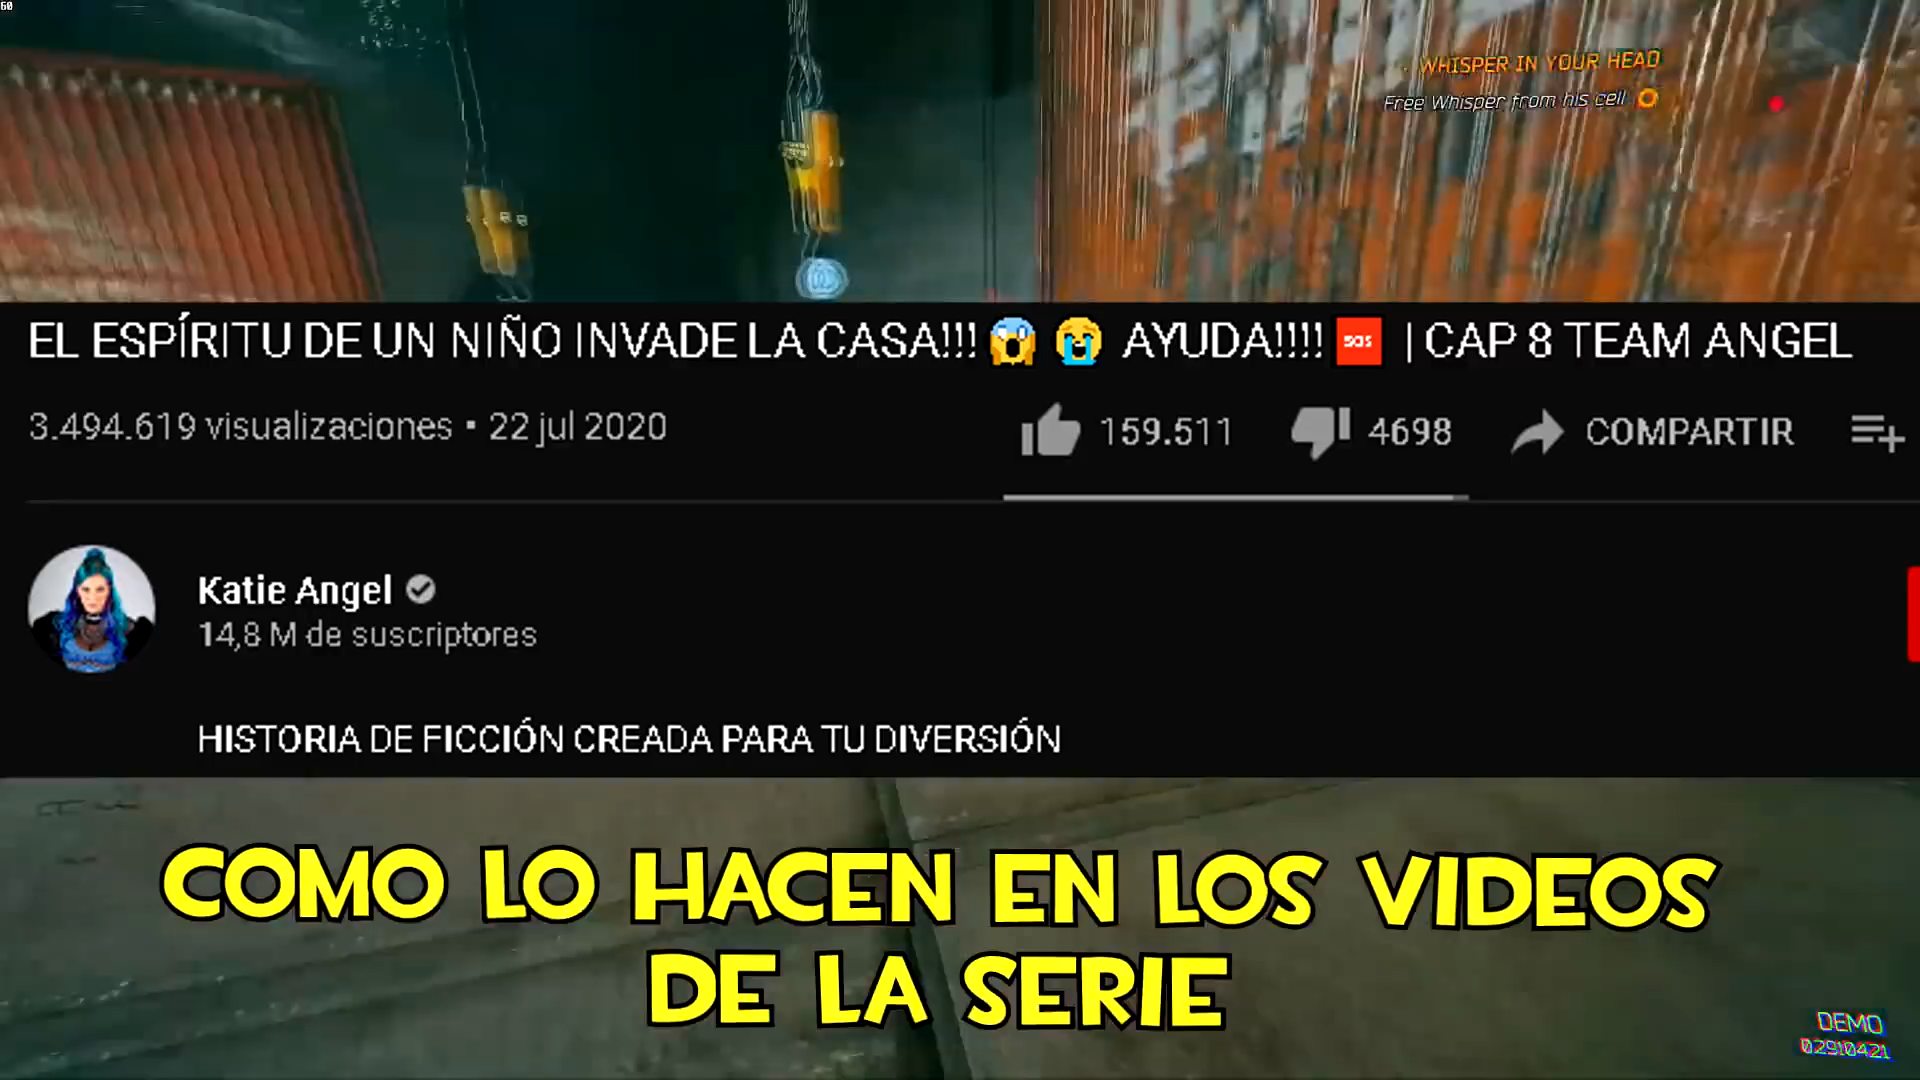 60
WHISPER IN YOUR HEAD
Free Whisper from his cell
EL ESPÍRITU DE UN NIÑO INVADE LA CASA!!! 😱 😭 AYUDA!!!! 🆘 | CAP 8 TEAM ANGEL
3.494.619 visualizaciones • 22 jul 2020
159.511 4698 COMPARTIR
Katie Angel
14,8 M de suscriptores
HISTORIA DE FICCIÓN CREADA PARA TU DIVERSIÓN
COMO LO HACEN EN LOS VIDEOS
DE LA SERIE
DEMO
02910421